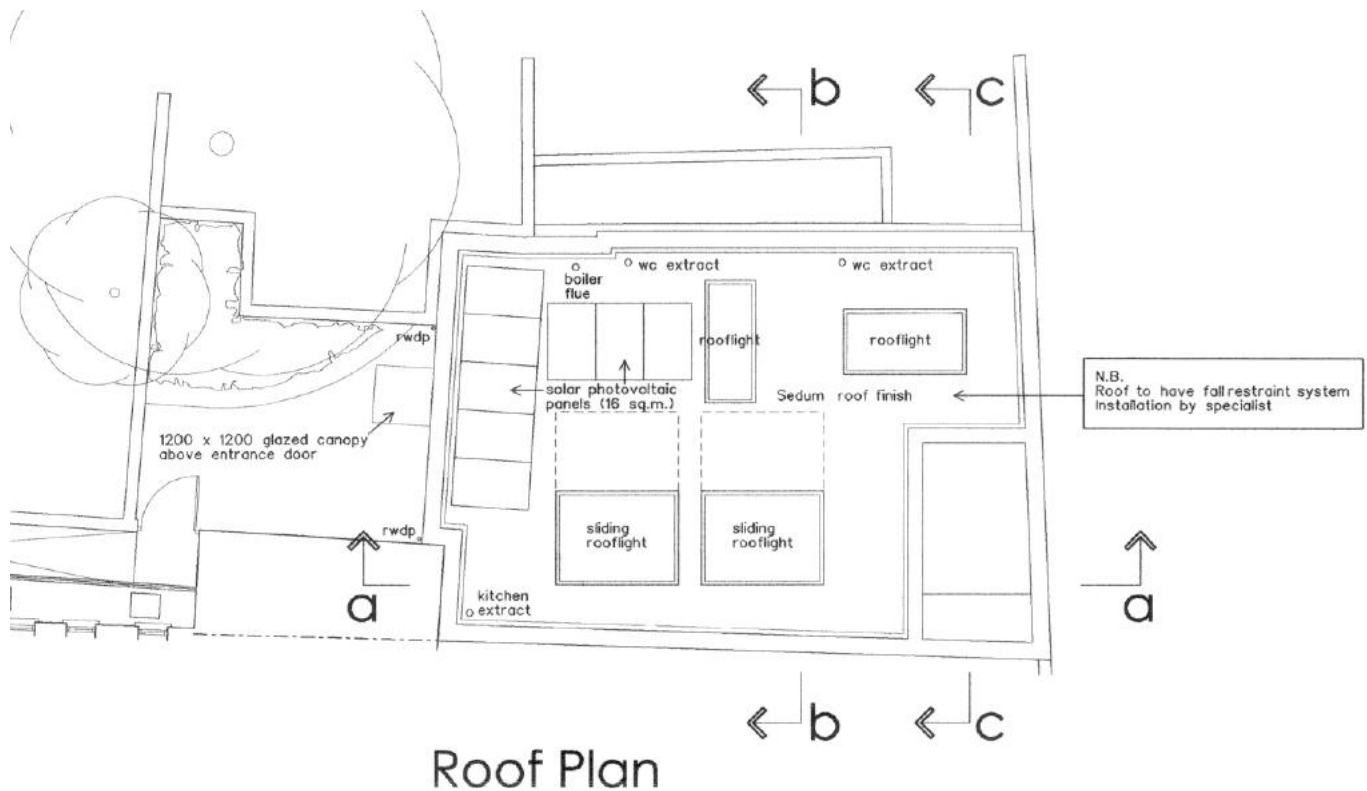 b
c
wc extract
wc extract
boiler
flue
rwdp
rooflight
rooflight
solar photovoltaic
panels (16 sq.m.)
Sedum roof finish
N.B.
Roof to have fall restraint system
Installation by specialist
1200 x 1200 glazed canopy
above entrance door
rwdp
sliding
rooflight
sliding
rooflight
a
a
kitchen
extract
b
c
Roof Plan